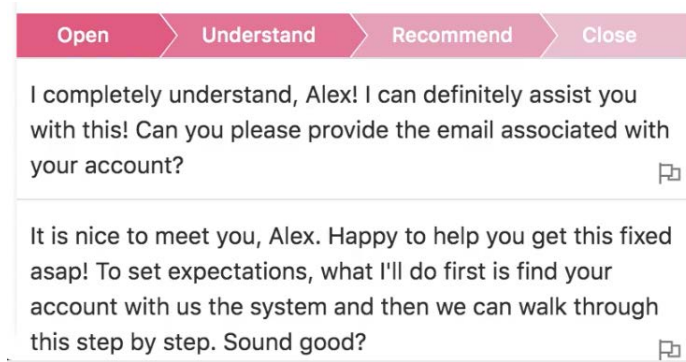 Open Understand Recommend Close
I completely understand, Alex! I can definitely assist you
with this! Can you please provide the email associated with
your account?
It is nice to meet you, Alex. Happy to help you get this fixed
asap! To set expectations, what I'll do first is find your
account with us the system and then we can walk through
this step by step. Sound good?